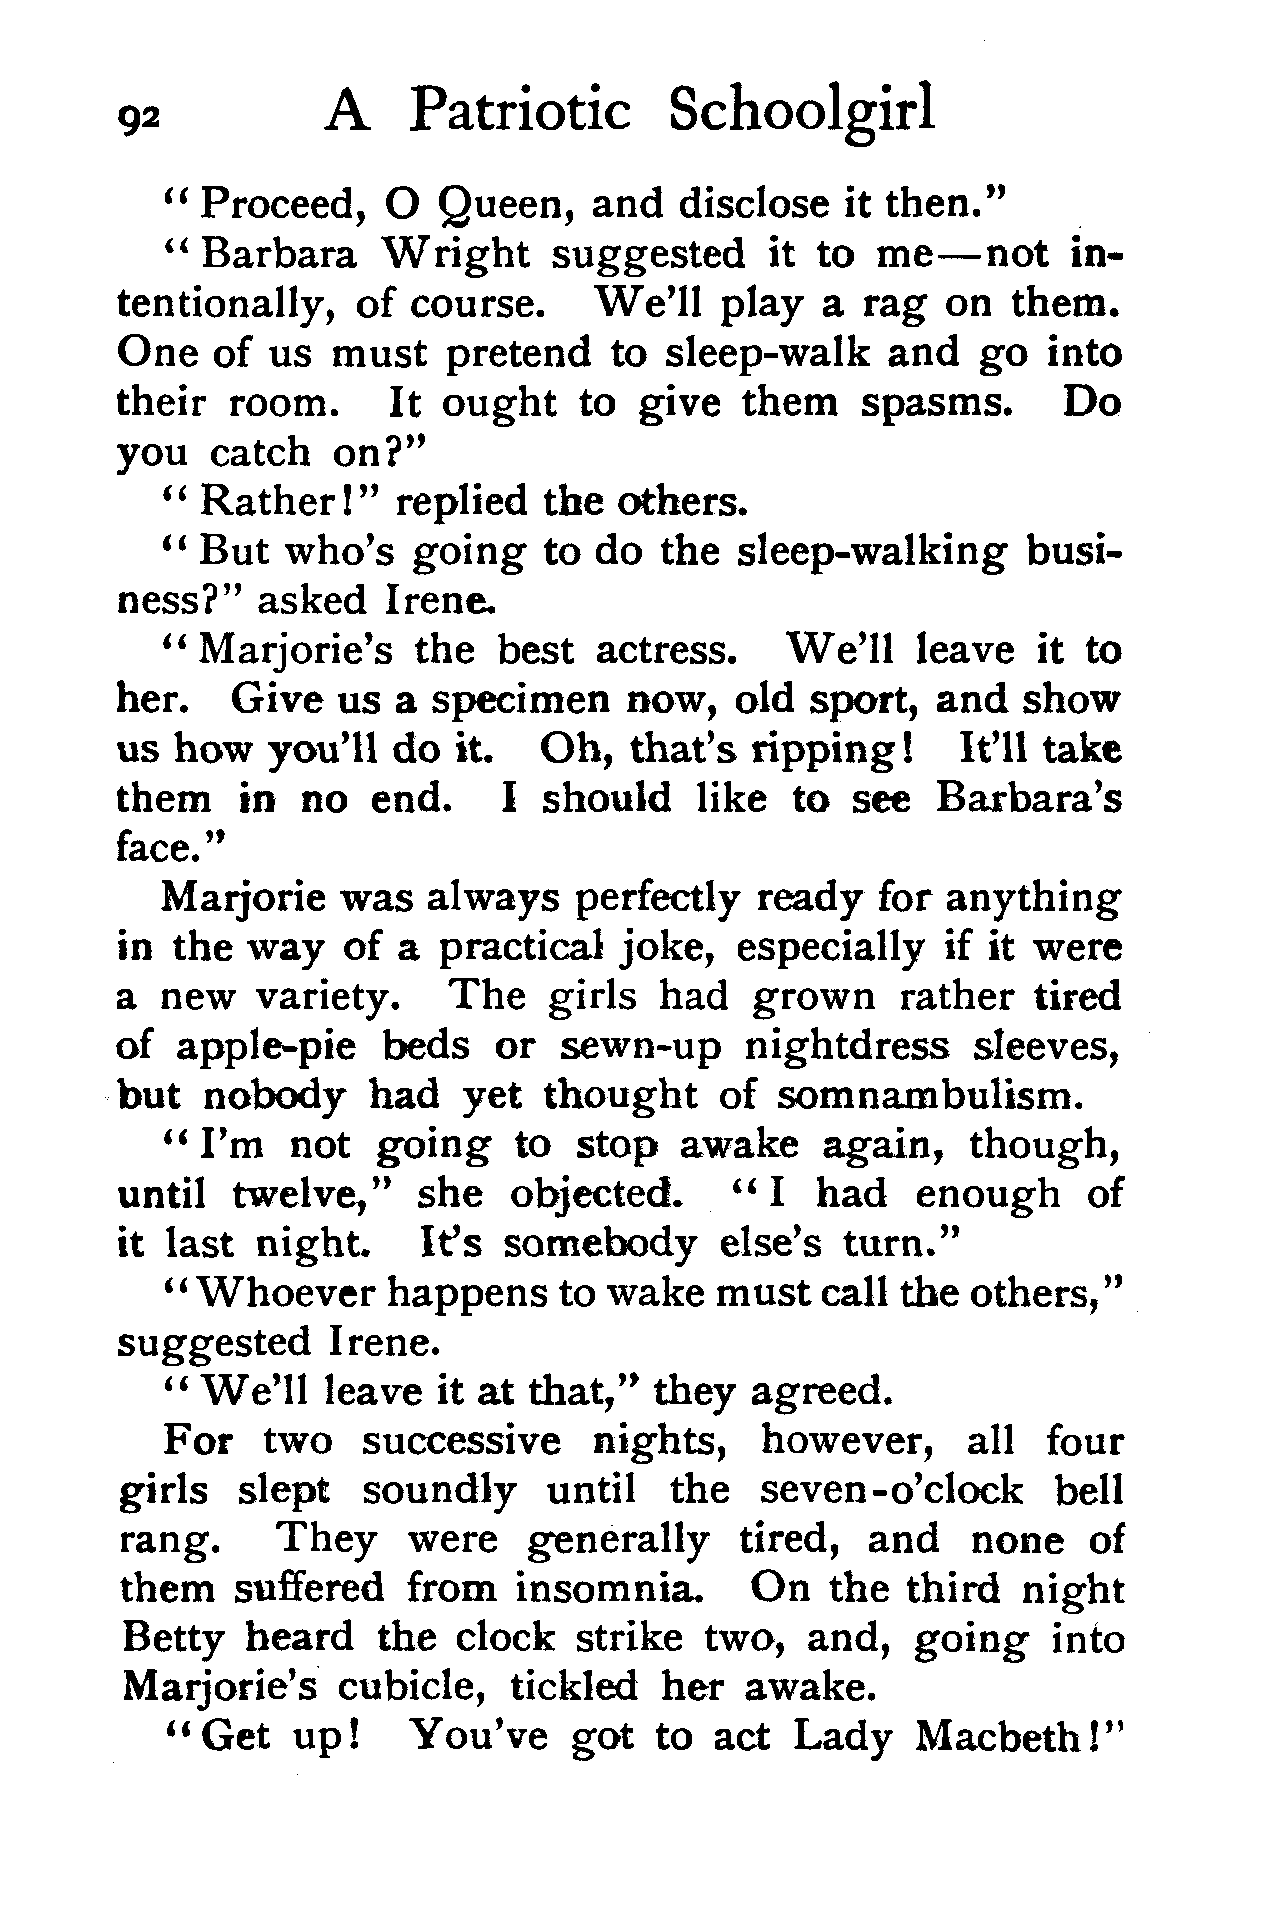 92 A Patriotic Schoolgirl
“Proceed, O Queen, and disclose it then.”
“Barbara Wright suggested it to me—not in-
tentionally, of course. We’ll play a rag on them.
One of us must pretend to sleep-walk and go into
their room. It ought to give them spasms. Do
you catch on?”
“Rather!” replied the others.
“But who’s going to do the sleep-walking busi-
ness?” asked Irene.
“Marjorie’s the best actress. We’ll leave it to
her. Give us a specimen now, old sport, and show
us how you’ll do it. Oh, that’s ripping! It’ll take
them in no end. I should like to see Barbara’s
face.”
Marjorie was always perfectly ready for anything
in the way of a practical joke, especially if it were
a new variety. The girls had grown rather tired
of apple-pie beds or sewn-up nightdress sleeves,
but nobody had yet thought of somnambulism.
“I’m not going to stop awake again, though,
until twelve,” she objected. “I had enough of
it last night. It’s somebody else’s turn.”
“Whoever happens to wake must call the others,”
suggested Irene.
“We’ll leave it at that,” they agreed.
For two successive nights, however, all four
girls slept soundly until the seven-o’clock bell
rang. They were generally tired, and none of
them suffered from insomnia. On the third night
Betty heard the clock strike two, and, going into
Marjorie’s cubicle, tickled her awake.
“Get up! You’ve got to act Lady Macbeth!”